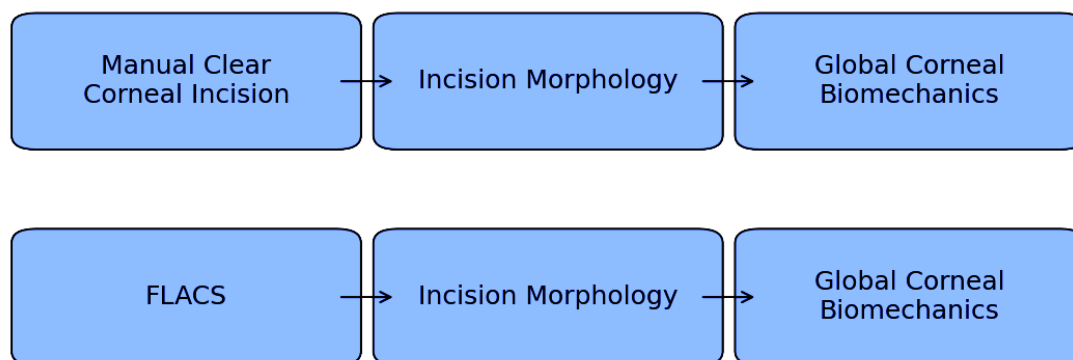 Manual Clear
Corneal Incision
Incision Morphology
Global Corneal
Biomechanics
FLACS
Incision Morphology
Global Corneal
Biomechanics